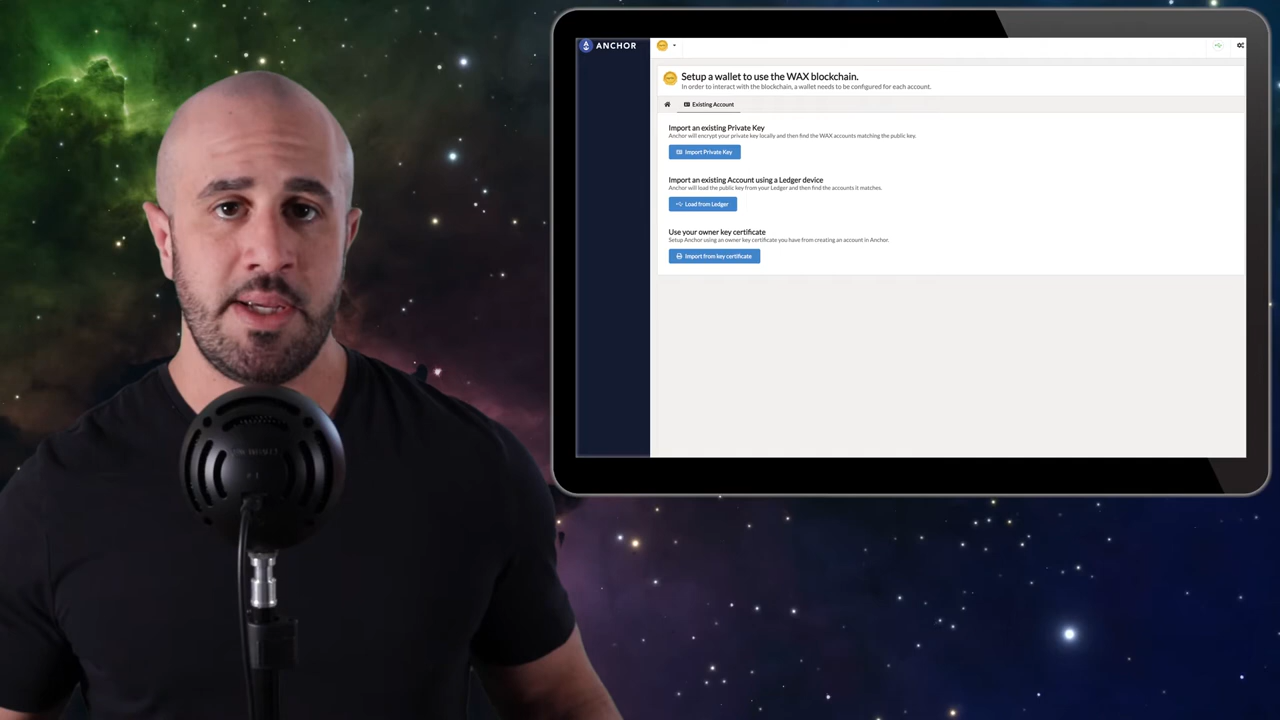 ANCHOR
Setup a wallet to use the WAX blockchain.
In order to interact with the blockchain, a wallet needs to be configured for each account.
Existing Account
Import an existing Private Key
Anchor will encrypt your private key locally and then find the WAX accounts matching the public key.
Import Private Key
Import an existing Account using a Ledger device
Anchor will load the public key from your Ledger and then find the accounts it matches.
Load from Ledger
Use your owner key certificate
Setup Anchor using an owner key certificate you have from creating an account in Anchor.
Import from key certificate